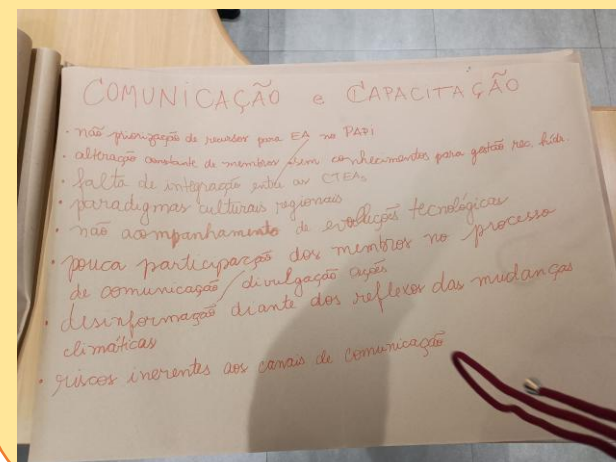 COMUNICAÇÃO e CAPACITAÇÃO
• não priorização de recursos para EA no PAPI
• alteração constante de membros / sem conhecimentos para gestão rec. hídr.
• falta de integração entre as CTEAs
• paradigmas culturais regionais
• não acompanhamento de evoluções tecnológicas
• pouca participação dos membros no processo
de comunicação / divulgação ações
• desinformação diante dos reflexos das mudanças
climáticas
• riscos inerentes aos canais de comunicação